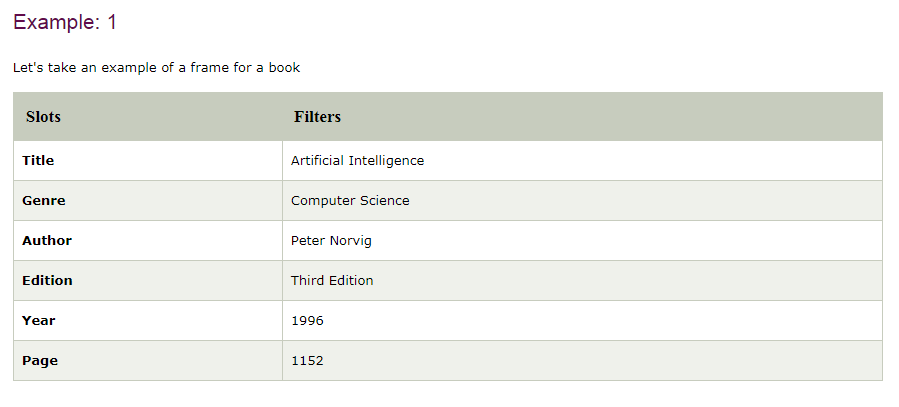 Example: 1
Let's take an example of a frame for a book
Slots Filters
Title Artificial Intelligence
Genre Computer Science
Author Peter Norvig
Edition Third Edition
Year 1996
Page 1152